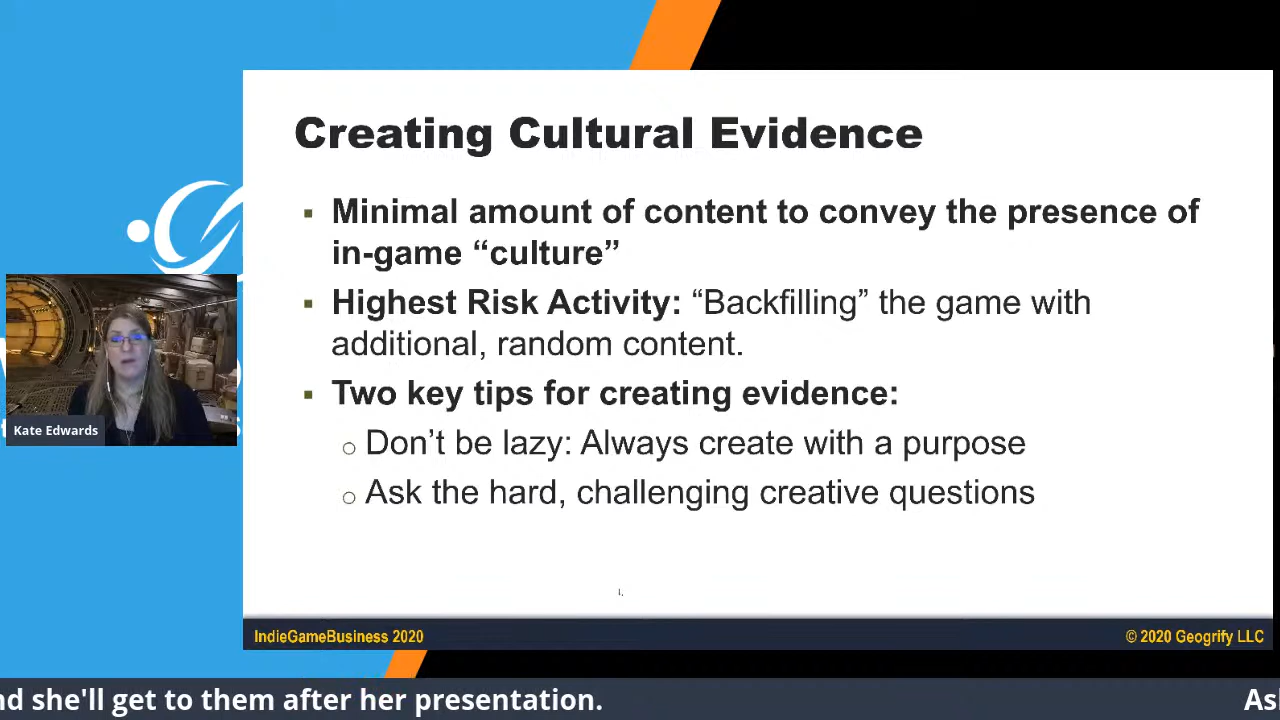 Creating Cultural Evidence
▪ Minimal amount of content to convey the presence of
in-game “culture”
▪ Highest Risk Activity: “Backfilling” the game with
additional, random content.
▪ Two key tips for creating evidence:
o Don’t be lazy: Always create with a purpose
o Ask the hard, challenging creative questions
Kate Edwards
IndieGameBusiness 2020
© 2020 Geogrify LLC
she'll get to them after her presentation.